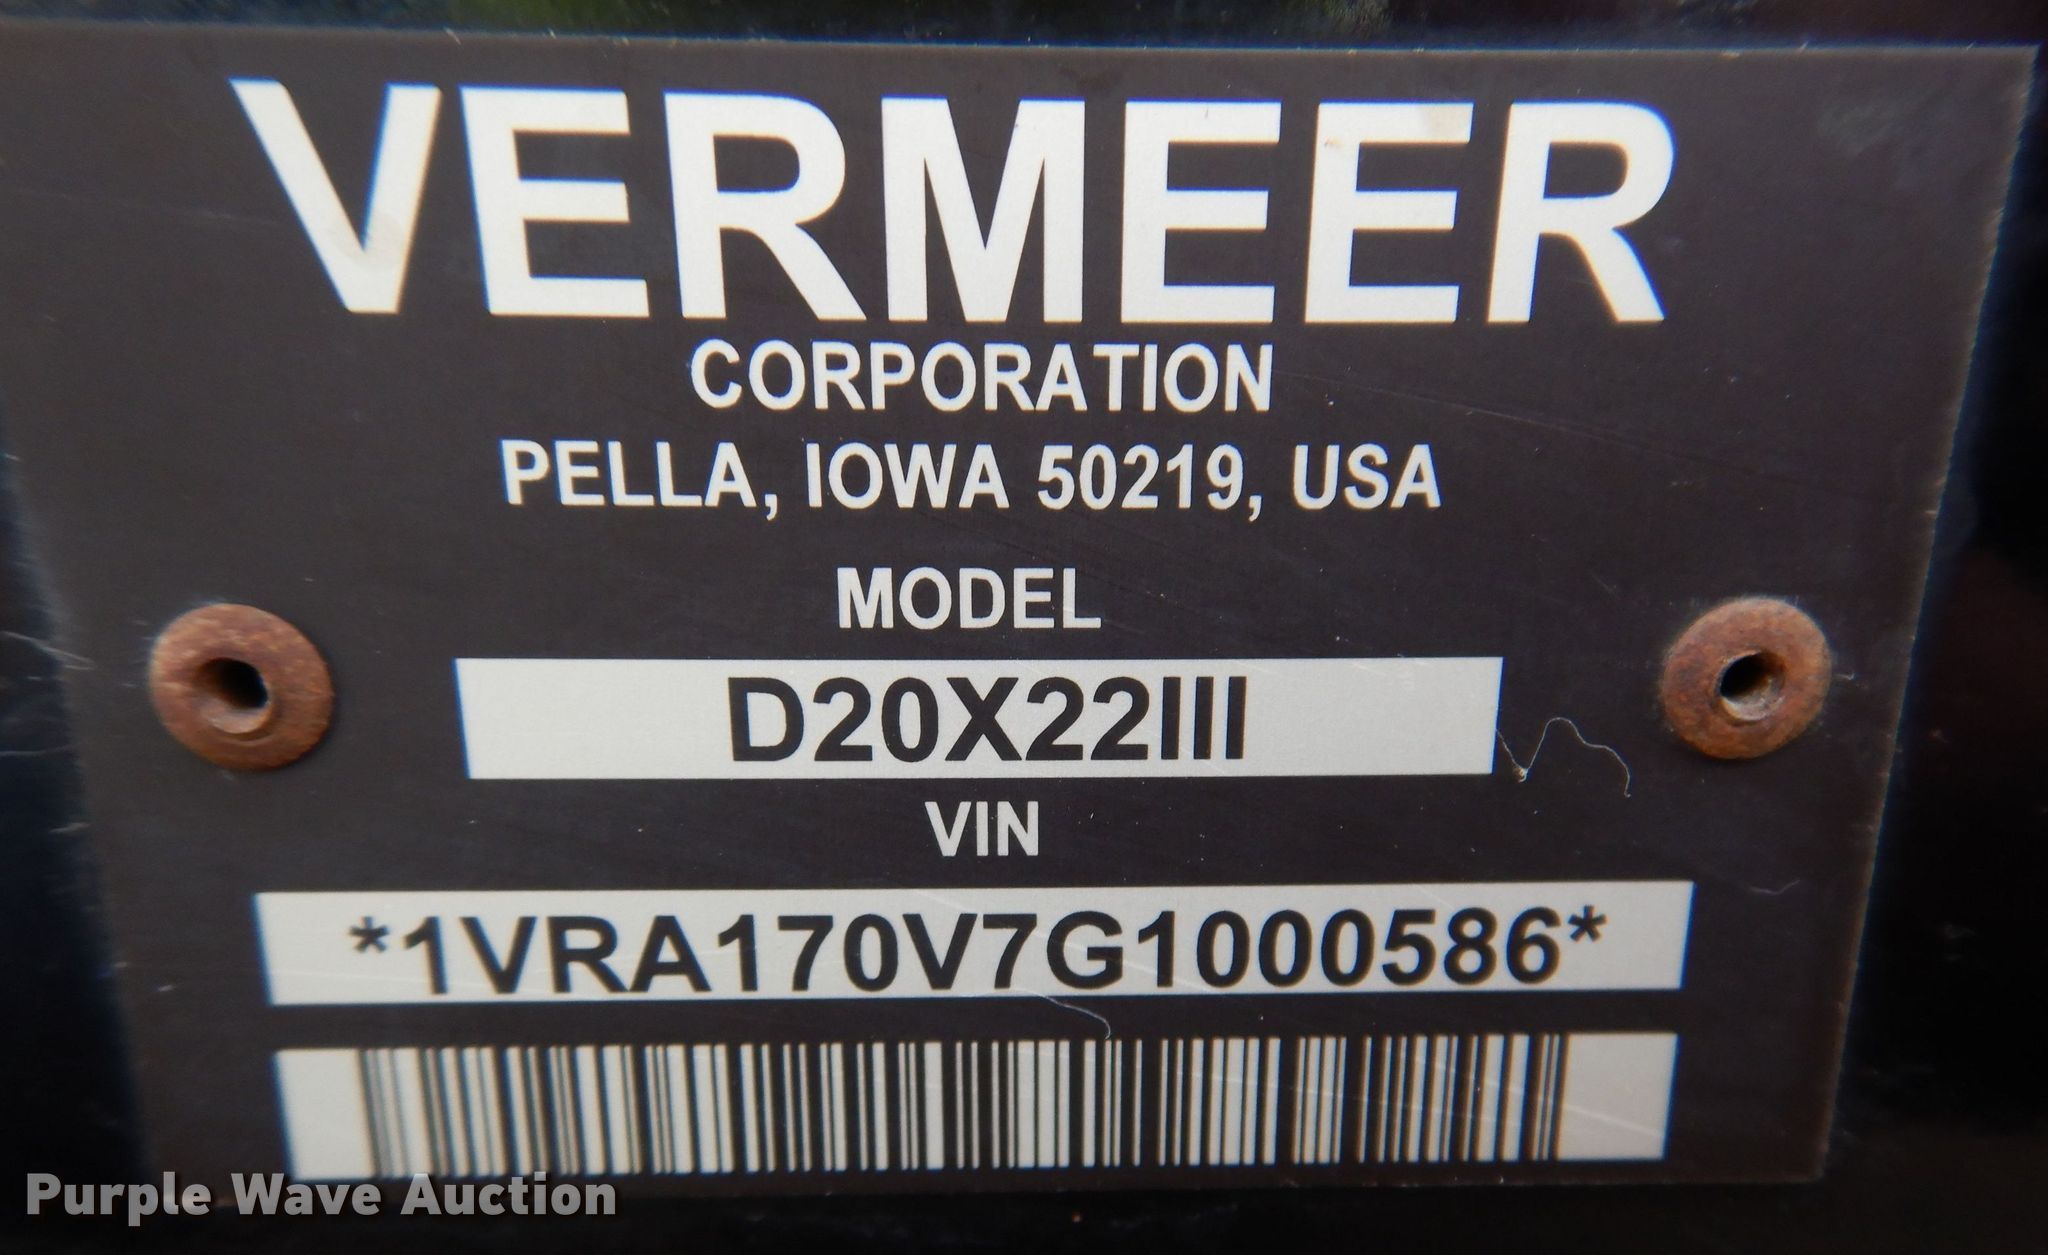 VERMEER
CORPORATION
PELLA, IOWA 50219, USA
MODEL
D20X22III
VIN
*1VRA170V7G1000586*
Purple Wave Auction